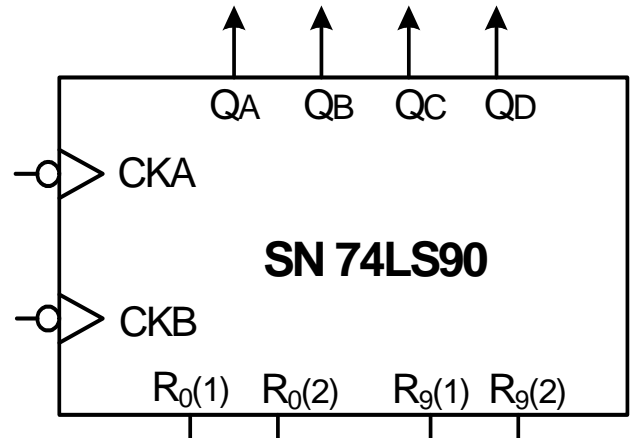 QA QB QC QD
CKA
SN 74LS90
CKB
R₀(1) R₀(2) R₉(1) R₉(2)